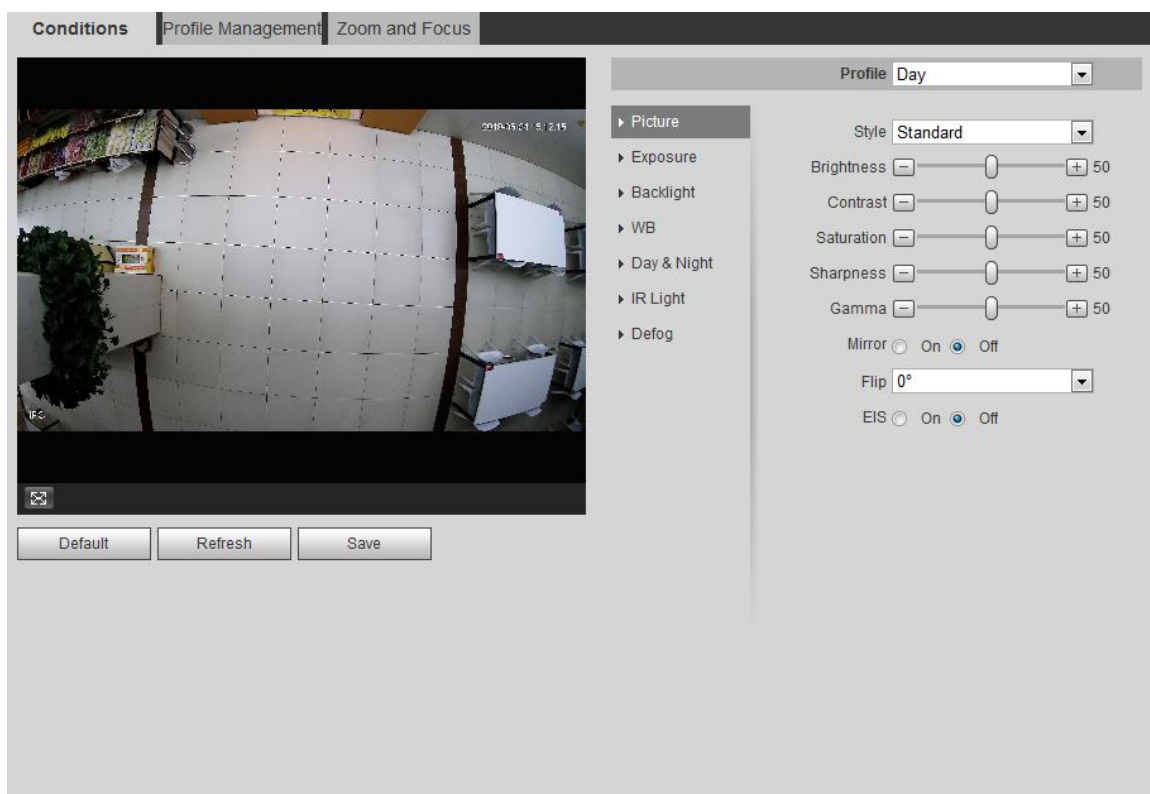 Conditions Profile Management Zoom and Focus
Profile Day
Picture
Exposure
Backlight
WB
Day & Night
IR Light
Defog
Style Standard
Brightness 50
Contrast 50
Saturation 50
Sharpness 50
Gamma 50
Mirror On Off
Flip 0°
EIS On Off
IPC
Default Refresh Save